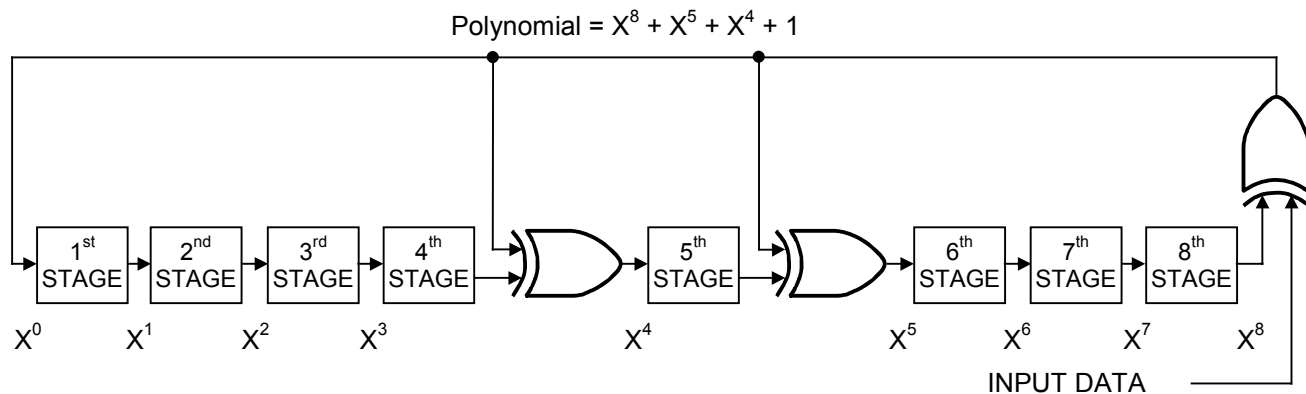 Polynomial = X⁸ + X⁵ + X⁴ + 1
1ˢᵗ STAGE
2ⁿᵈ STAGE
3ʳᵈ STAGE
4ᵗʰ STAGE
5ᵗʰ STAGE
6ᵗʰ STAGE
7ᵗʰ STAGE
8ᵗʰ STAGE
X⁰ X¹ X² X³ X⁴ X⁵ X⁶ X⁷ X⁸
INPUT DATA